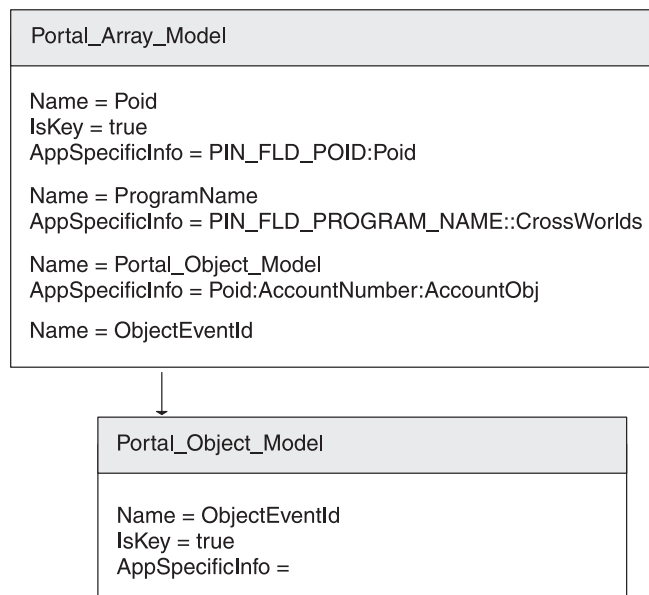 Portal_Array_Model
Name = Poid
IsKey = true
AppSpecificInfo = PIN_FLD_POID:Poid
Name = ProgramName
AppSpecificInfo = PIN_FLD_PROGRAM_NAME::CrossWorlds
Name = Portal_Object_Model
AppSpecificInfo = Poid:AccountNumber:AccountObj
Name = ObjectEventId
Portal_Object_Model
Name = ObjectEventId
IsKey = true
AppSpecificInfo =